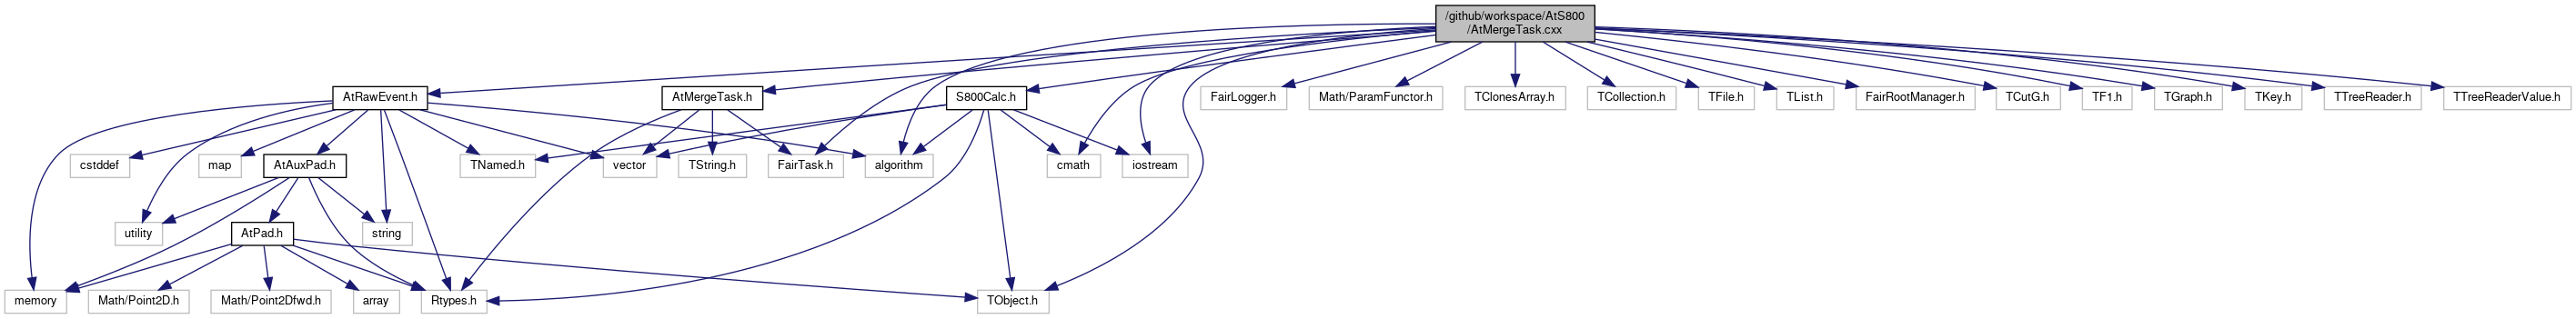 /github/workspace/AtS800
/AtMergeTask.cxx
AtRawEvent.h
AtMergeTask.h
S800Calc.h
FairLogger.h
Math/ParamFunctor.h
TClonesArray.h
TCollection.h
TFile.h
TList.h
FairRootManager.h
TCutG.h
TF1.h
TGraph.h
TKey.h
TTreeReader.h
TTreeReaderValue.h
cstddef
map
AtAuxPad.h
TNamed.h
vector
TString.h
FairTask.h
algorithm
cmath
iostream
utility
AtPad.h
string
memory
Math/Point2D.h
Math/Point2Dfwd.h
array
Rtypes.h
TObject.h